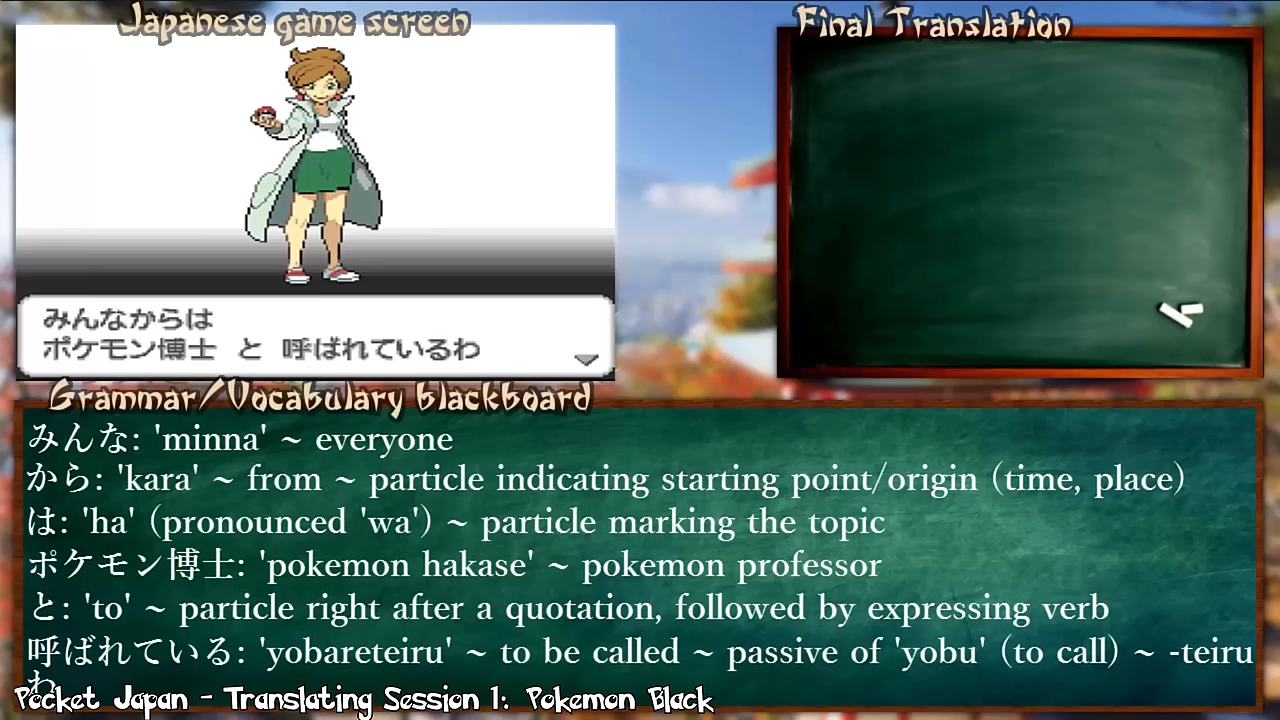 Japanese game screen
Final Translation
みんなからは
ポケモン博士 と 呼ばれているわ
Grammar/Vocabulary blackboard
みんな: 'minna' ~ everyone
から: 'kara' ~ from ~ particle indicating starting point/origin (time, place)
は: 'ha' (pronounced 'wa') ~ particle marking the topic
ポケモン博士: 'pokemon hakase' ~ pokemon professor
と: 'to' ~ particle right after a quotation, followed by expressing verb
呼ばれている: 'yobareteiru' ~ to be called ~ passive of 'yobu' (to call) ~ -teiru
わ
Pocket Japan - Translating Session 1: Pokemon Black